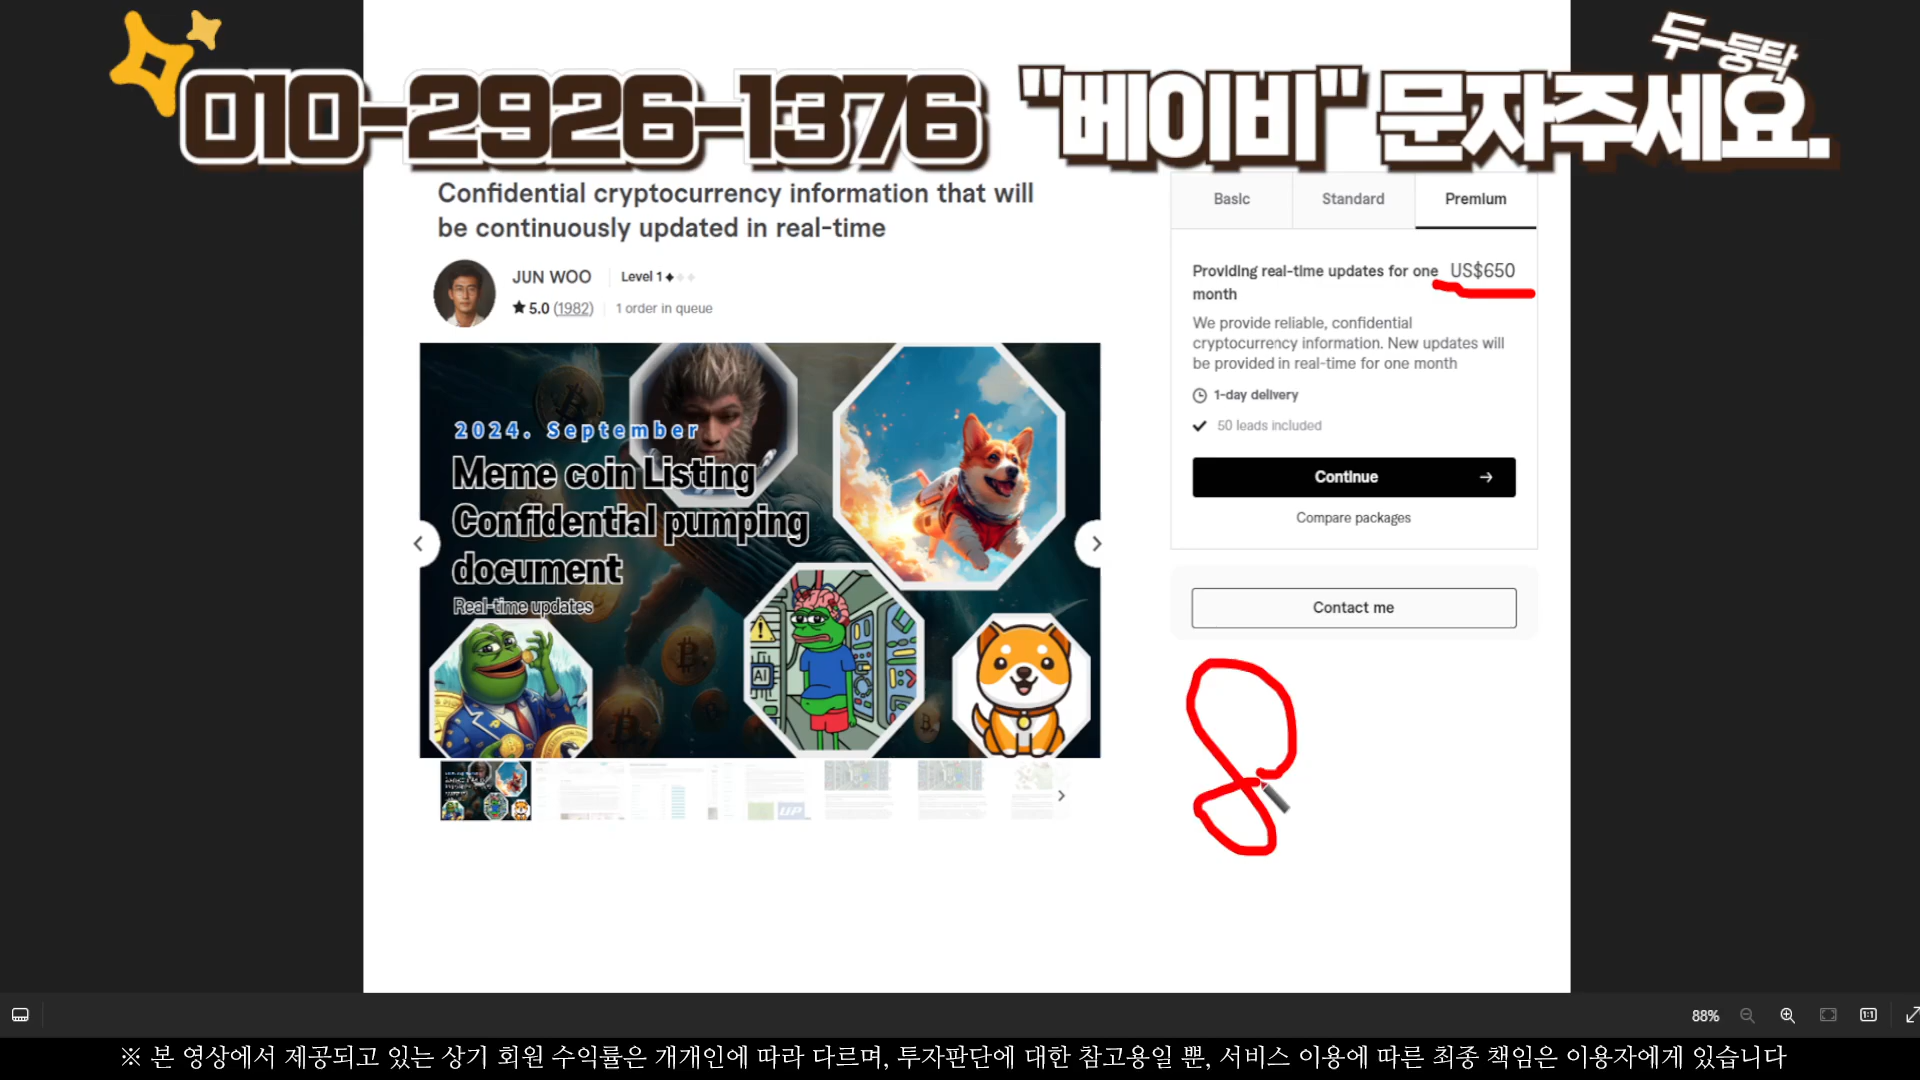 두-둥탁
010-2926-1376 "베이비" 문자주세요.
Confidential cryptocurrency information that will
be continuously updated in real-time
JUN WOO
Level 1
5.0 (1982)
1 order in queue
2024. September
Meme coin Listing
Confidential pumping
document
Real-time updates
AI
UP
Basic
Standard
Premium
Providing real-time updates for one
month
US$650
We provide reliable, confidential
cryptocurrency information. New updates will
be provided in real-time for one month
1-day delivery
50 leads included
Continue
Compare packages
Contact me
8
88%
1:1
※ 본 영상에서 제공되고 있는 상기 회원 수익률은 개개인에 따라 다르며, 투자판단에 대한 참고용일 뿐, 서비스 이용에 따른 최종 책임은 이용자에게 있습니다